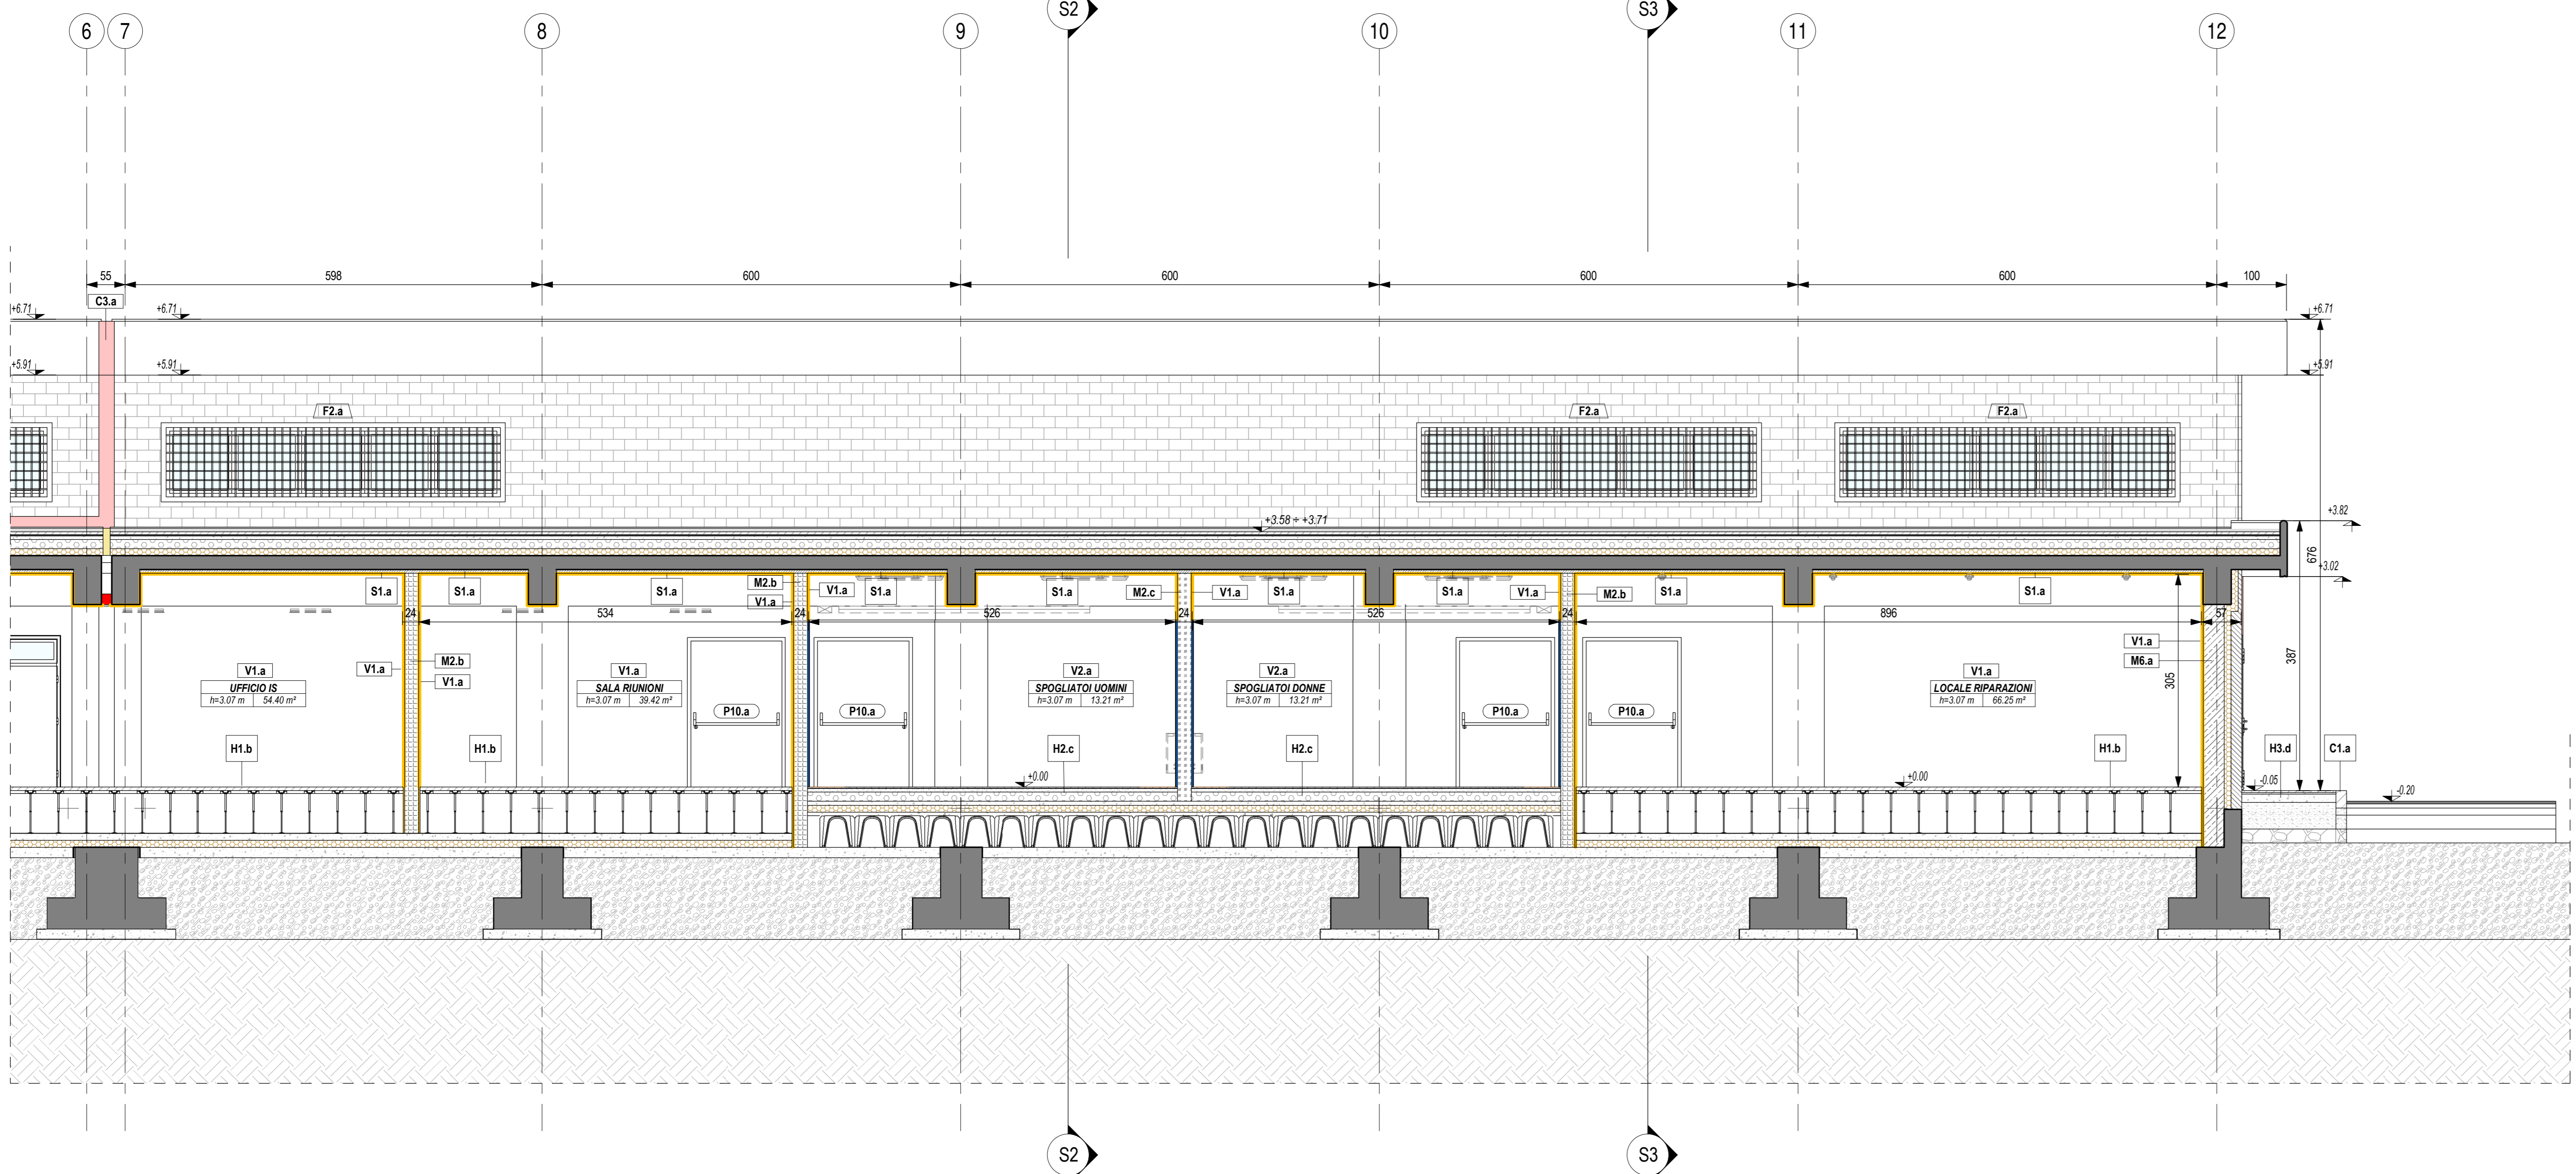 S2
S3
6
7
8
9
10
11
12
55
598
600
600
600
600
100
C3.a
+6.71
+6.71
+6.71
+5.91
+5.91
+5.91
F2.a
F2.a
F2.a
+3.58 ÷ +3.71
+3.82
676
+3.02
387
S1.a
S1.a
S1.a
M2.b
V1.a
V1.a
S1.a
S1.a
M2.c
V1.a
S1.a
S1.a
V1.a
M2.b
S1.a
S1.a
24
534
24
526
24
526
24
896
57
V1.a
UFFICIO IS
h=3.07 m 54.40 m²
V1.a
M2.b
V1.a
V1.a
SALA RIUNIONI
h=3.07 m 39.42 m²
P10.a
P10.a
V2.a
SPOGLIATOI UOMINI
h=3.07 m 13.21 m²
V2.a
SPOGLIATOI DONNE
h=3.07 m 13.21 m²
P10.a
P10.a
V1.a
LOCALE RIPARAZIONI
h=3.07 m 66.25 m²
305
V1.a
M6.a
H1.b
H1.b
H2.c
H2.c
H1.b
H3.d
C1.a
+0.00
+0.00
-0.05
-0.20
S2
S3